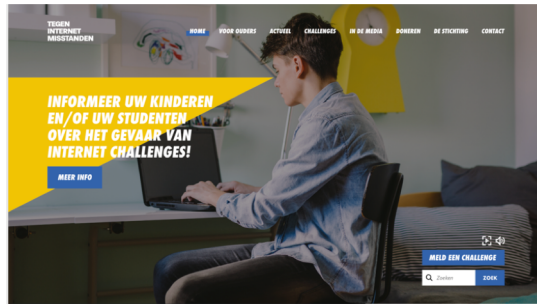 TEGEN
INTERNET
MISSTANDEN
HOME VOOR OUDERS ACTUEEL CHALLENGES IN DE MEDIA DONEREN DE STICHTING CONTACT
INFORMEER UW KINDEREN
EN/OF UW STUDENTEN
OVER HET GEVAAR VAN
INTERNET CHALLENGES!
MEER INFO
MELD EEN CHALLENGE
Zoeken ZOEK